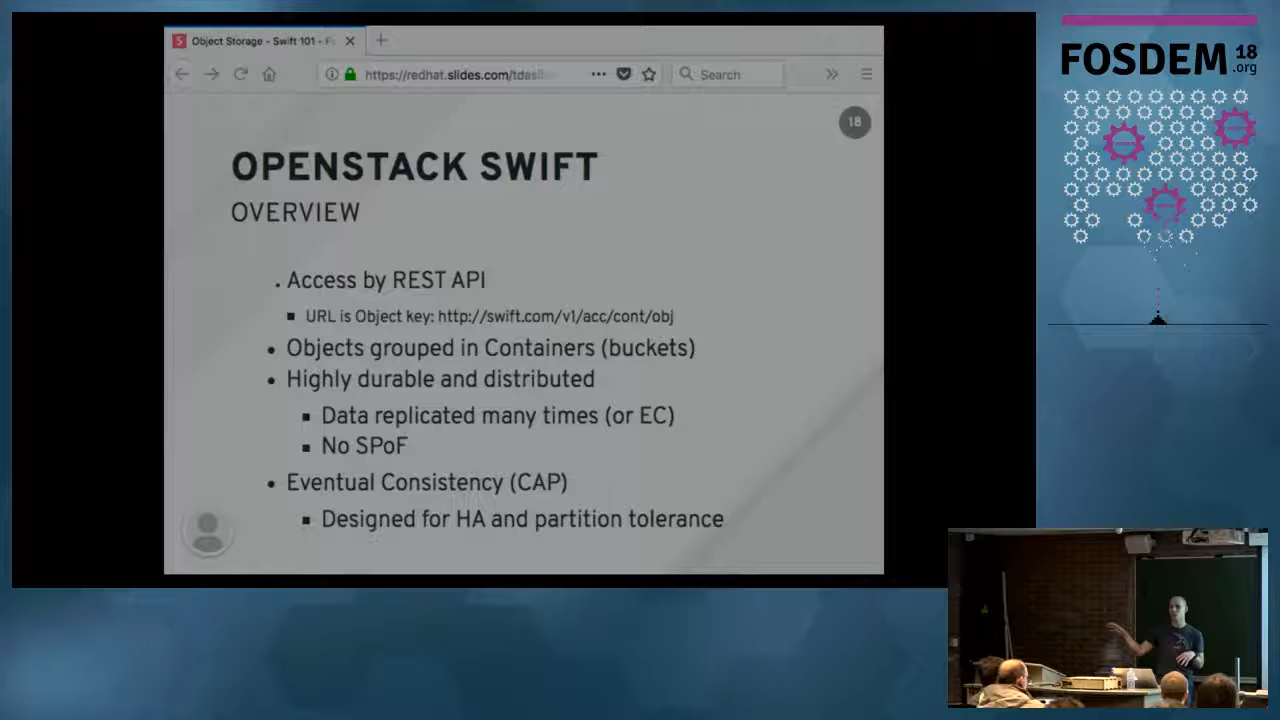 Object Storage - Swift 101 - F
https://redhat.slides.com/tdasil
Search
18
OPENSTACK SWIFT
OVERVIEW
Access by REST API
URL is Object key: http://swift.com/v1/acc/cont/obj
Objects grouped in Containers (buckets)
Highly durable and distributed
Data replicated many times (or EC)
No SPoF
Eventual Consistency (CAP)
Designed for HA and partition tolerance
FOSDEM 18
.org